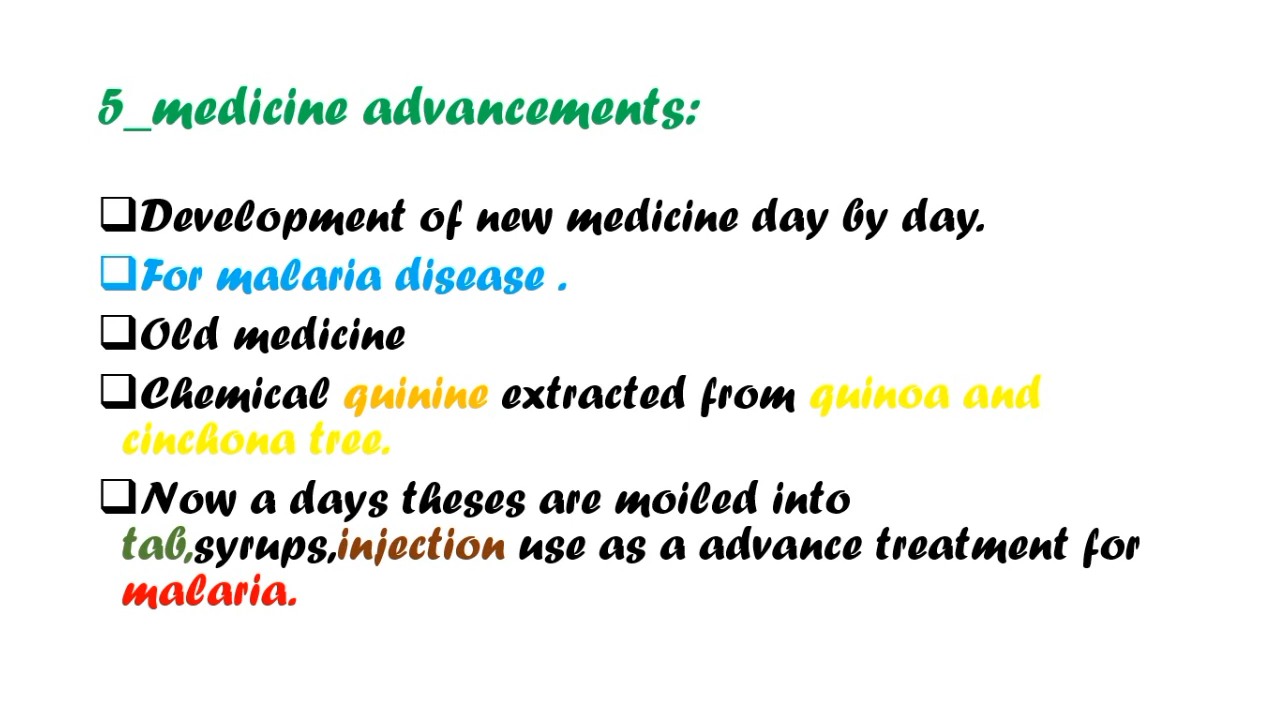 5_medicine advancements:
❑Development of new medicine day by day.
❑For malaria disease .
❑Old medicine
❑Chemical quinine extracted from quinoa and
cinchona tree.
❑Now a days theses are moiled into
tab,syrups,injection use as a advance treatment for
malaria.